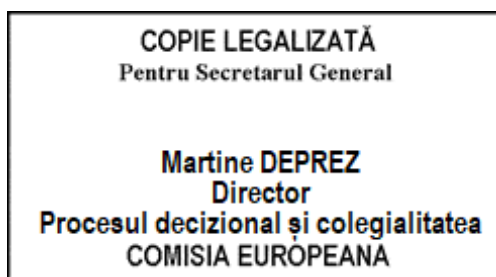 COPIE LEGALIZATĂ
Pentru Secretarul General
Martine DEPREZ
Director
Procesul decizional și colegialitatea
COMISIA EUROPEANA